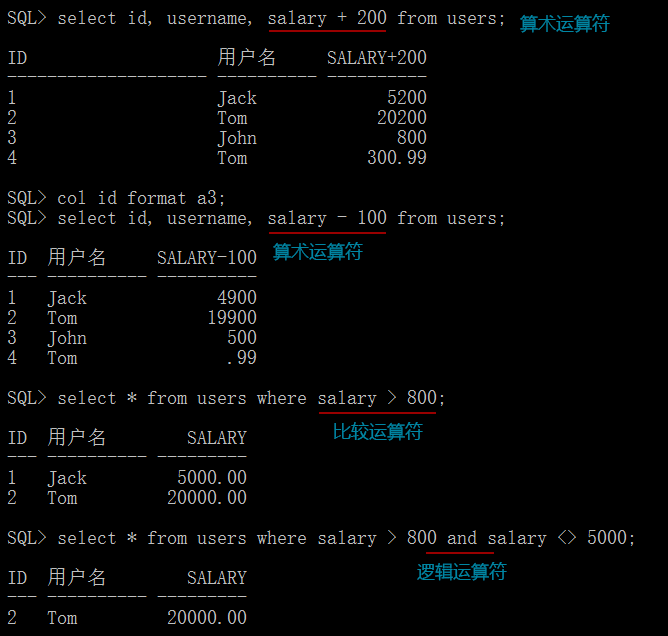 SQL> select id, username, salary + 200 from users; 算术运算符
ID                    用户名     SALARY+200
-------------------- ---------- ----------
1                    Jack             5200
2                    Tom             20200
3                    John              800
4                    Tom            300.99
SQL> col id format a3;
SQL> select id, username, salary - 100 from users;
算术运算符
ID  用户名     SALARY-100
--- ---------- ----------
1   Jack             4900
2   Tom             19900
3   John              500
4   Tom               .99
SQL> select * from users where salary > 800;
比较运算符
ID  用户名        SALARY
--- ---------- ---------
1   Jack         5000.00
2   Tom         20000.00
SQL> select * from users where salary > 800 and salary <> 5000;
逻辑运算符
ID  用户名        SALARY
--- ---------- ---------
2   Tom         20000.00